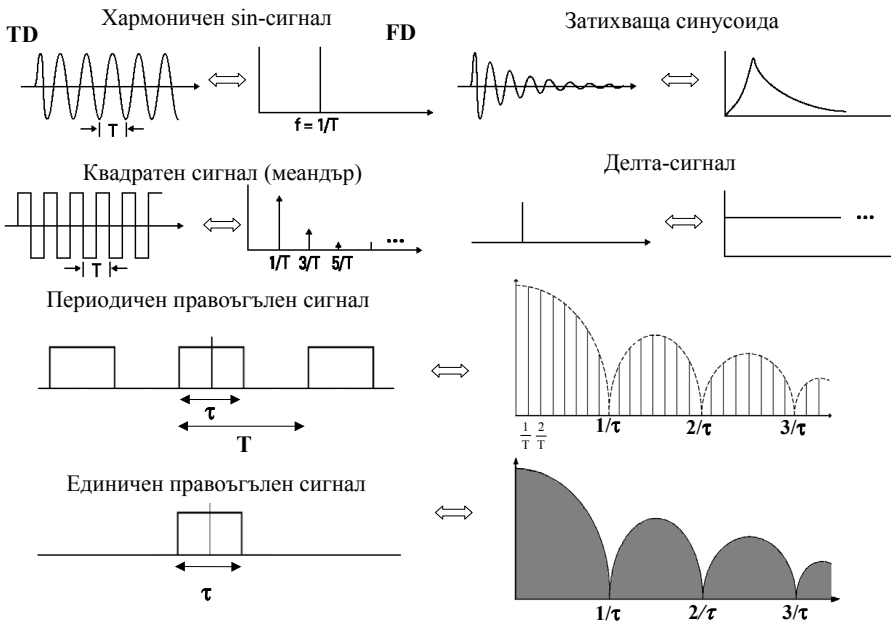 Хармоничен sin-сигнал
Затихваща синусоида
TD
FD
T
f = 1/T
Квадратен сигнал (меандър)
Делта-сигнал
T
1/T 3/T 5/T
...
...
Периодичен правоъгълен сигнал
τ
T
1/T 2/T
1/τ 2/τ 3/τ
Единичен правоъгълен сигнал
τ
1/τ 2/τ 3/τ